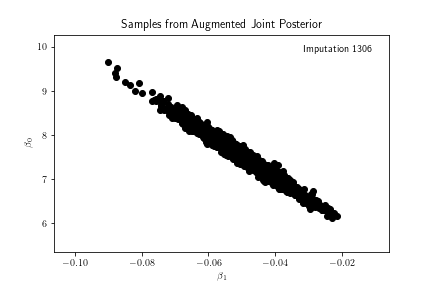 Samples from Augmented Joint Posterior
Imputation 1306
10
9
8
7
6
β₀
−0.10
−0.08
−0.06
−0.04
−0.02
β₁